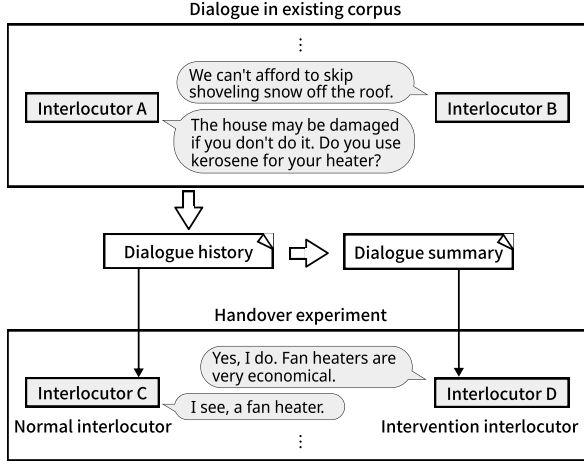 Dialogue in existing corpus
⋮
We can't afford to skip
shoveling snow off the roof.
Interlocutor A
Interlocutor B
The house may be damaged
if you don't do it. Do you use
kerosene for your heater?
Dialogue history
Dialogue summary
Handover experiment
Yes, I do. Fan heaters are
very economical.
Interlocutor C
Interlocutor D
I see, a fan heater.
Normal interlocutor
Intervention interlocutor
⋮